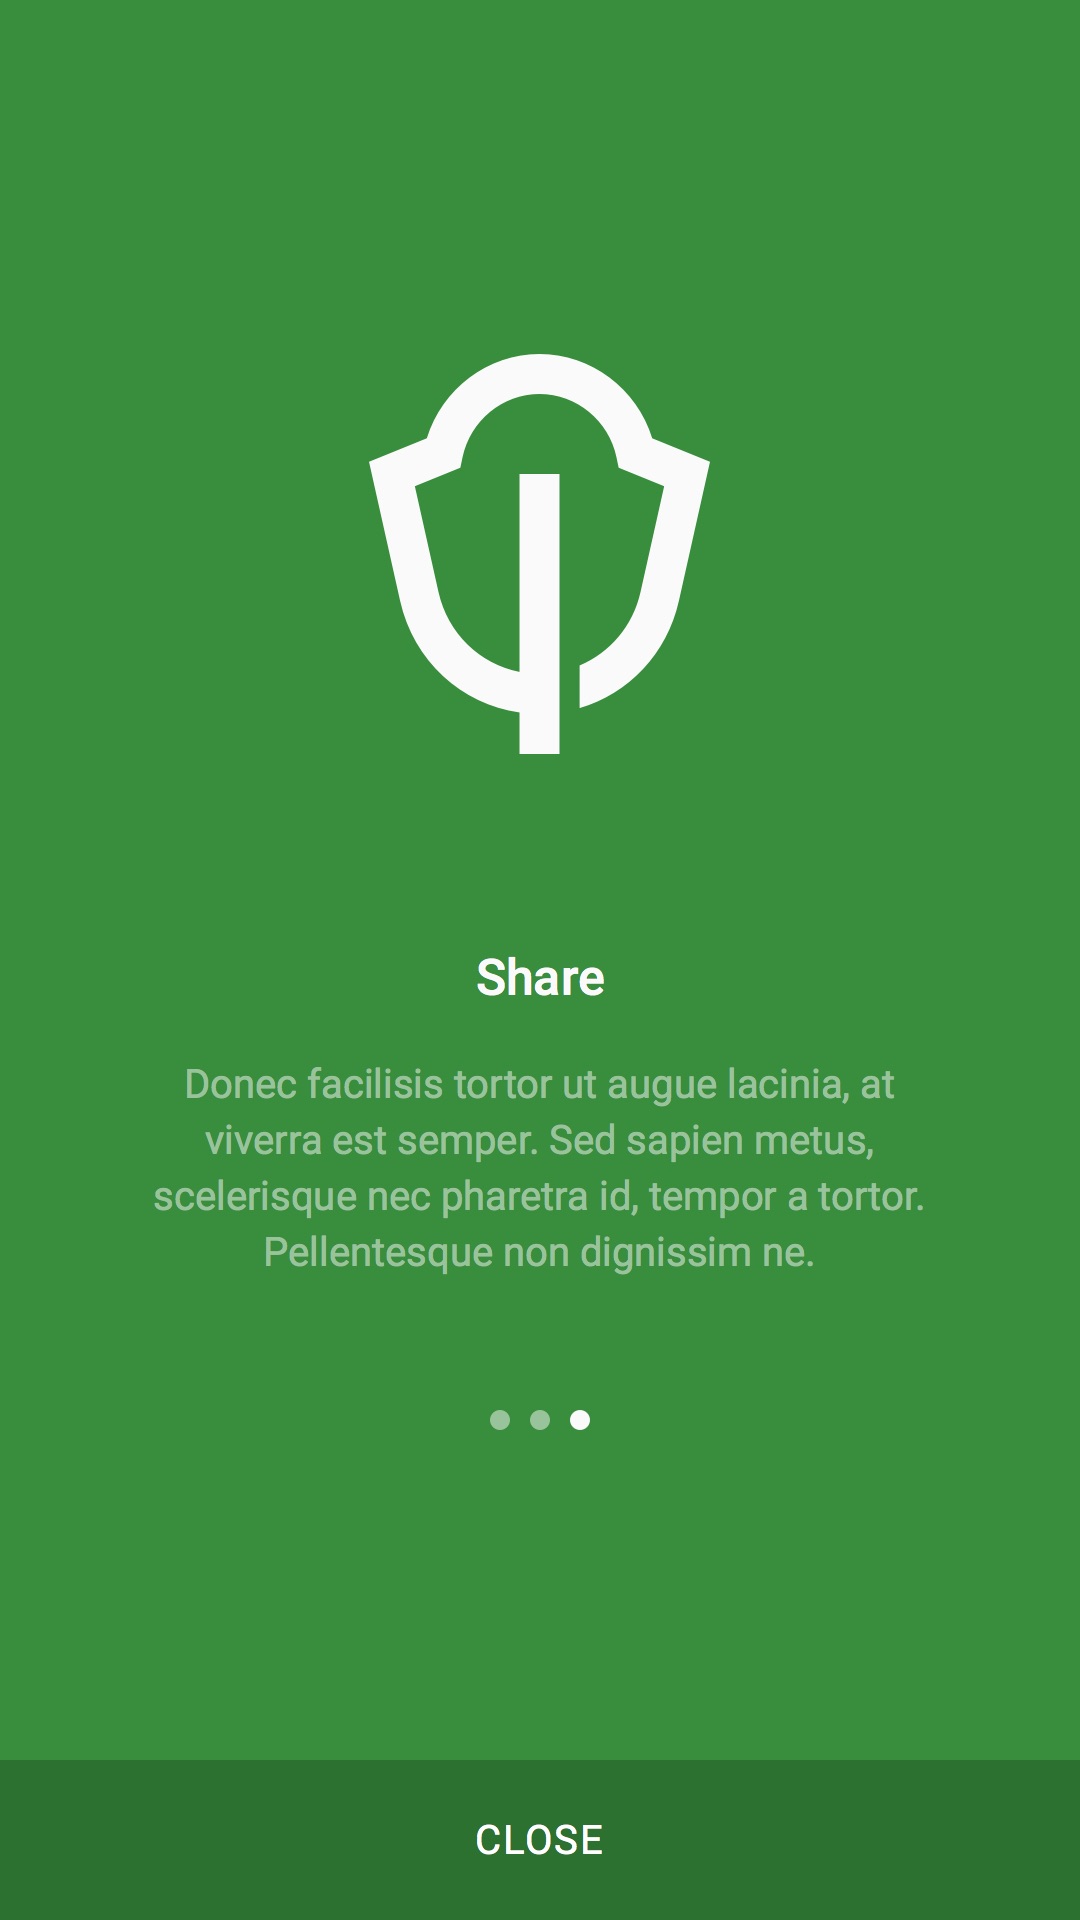 Share
Donec facilisis tortor ut augue lacinia, at
viverra est semper. Sed sapien metus,
scelerisque nec pharetra id, tempor a tortor.
Pellentesque non dignissim ne.
CLOSE